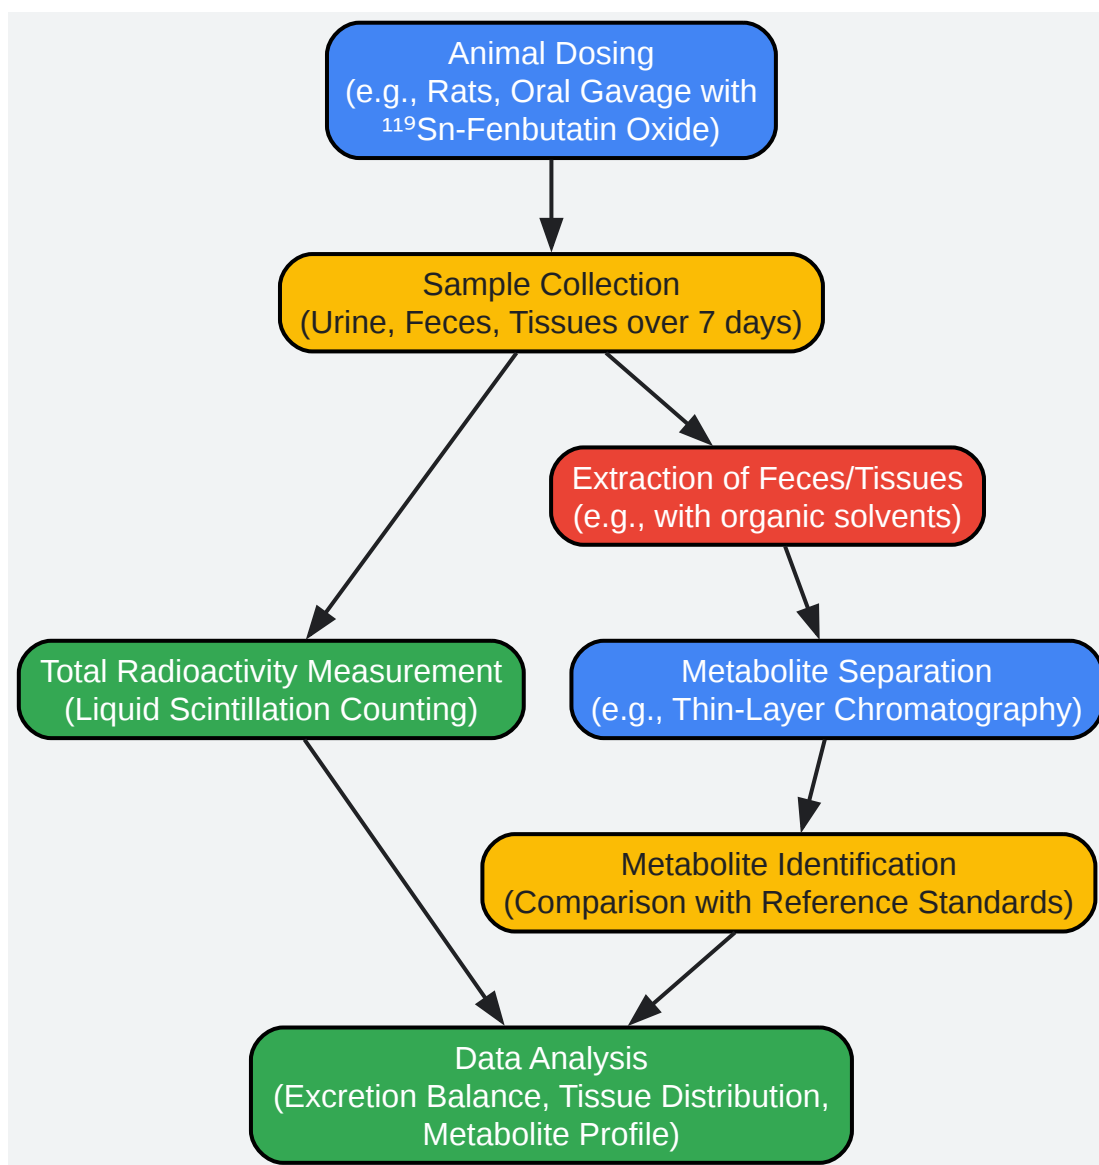 Animal Dosing
(e.g., Rats, Oral Gavage with
¹¹⁹Sn-Fenbutatin Oxide)
Sample Collection
(Urine, Feces, Tissues over 7 days)
Extraction of Feces/Tissues
(e.g., with organic solvents)
Total Radioactivity Measurement
(Liquid Scintillation Counting)
Metabolite Separation
(e.g., Thin-Layer Chromatography)
Metabolite Identification
(Comparison with Reference Standards)
Data Analysis
(Excretion Balance, Tissue Distribution,
Metabolite Profile)